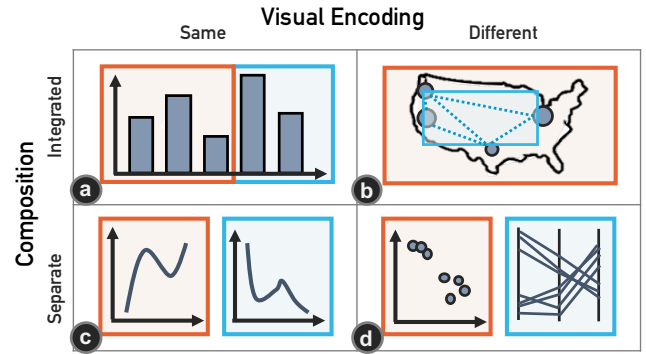 Visual Encoding
Same
Different
Composition
Integrated
a
b
Separate
c
d